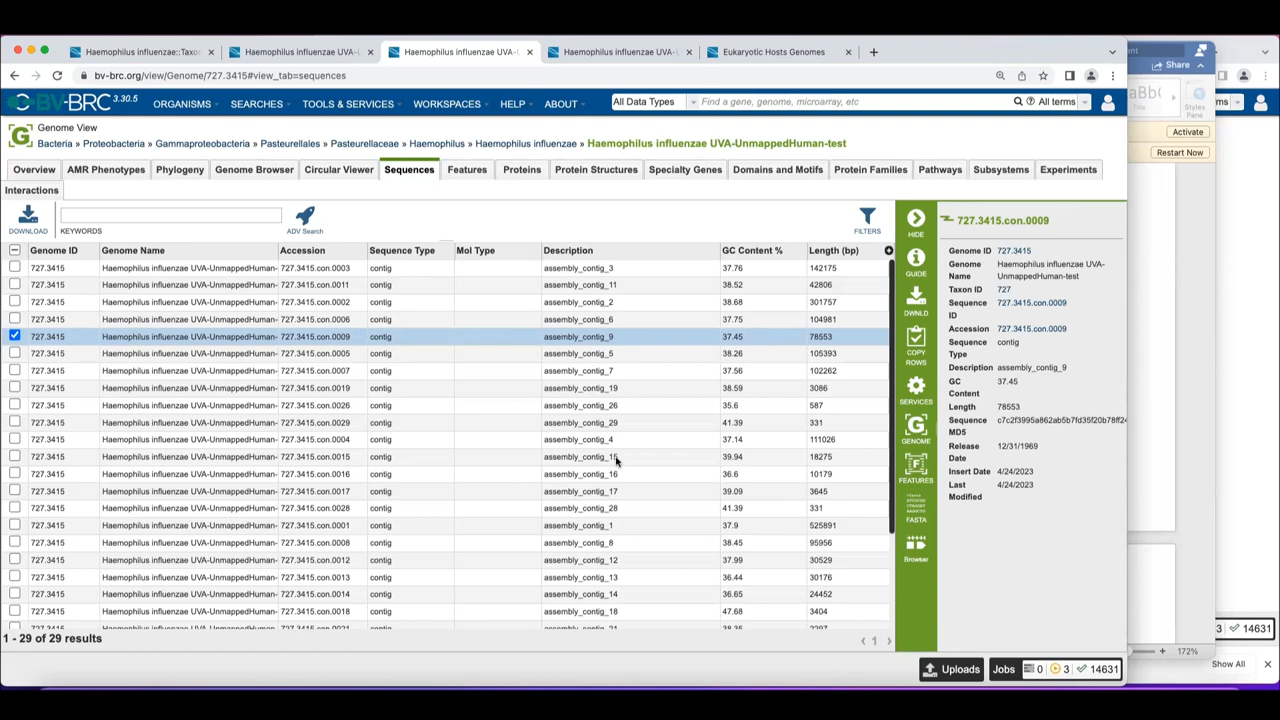 Haemophilus influenzae::Taxon
Haemophilus influenzae UVA-U
Haemophilus influenzae UVA-U
Haemophilus influenzae UVA-U
Eukaryotic Hosts Genomes
bv-brc.org/view/Genome/727.3415#view_tab=sequences
Share
BV-BRC 3.30.5
ORGANISMS
SEARCHES
TOOLS & SERVICES
WORKSPACES
HELP
ABOUT
All Data Types
Find a gene, genome, microarray, etc
All terms
AaBb(
Styles Pane
Activate
Restart Now
Genome View
Bacteria » Proteobacteria » Gammaproteobacteria » Pasteurellales » Pasteurellaceae » Haemophilus » Haemophilus influenzae » Haemophilus influenzae UVA-UnmappedHuman-test
Overview AMR Phenotypes Phylogeny Genome Browser Circular Viewer Sequences Features Proteins Protein Structures Specialty Genes Domains and Motifs Protein Families Pathways Subsystems Experiments
Interactions
DOWNLOAD
KEYWORDS
ADV Search
FILTERS
Genome ID Genome Name Accession Sequence Type Mol Type Description GC Content % Length (bp)
727.3415 Haemophilus influenzae UVA-UnmappedHuman- 727.3415.con.0003 contig assembly_contig_3 37.76 142175
727.3415 Haemophilus influenzae UVA-UnmappedHuman- 727.3415.con.0011 contig assembly_contig_11 38.52 42806
727.3415 Haemophilus influenzae UVA-UnmappedHuman- 727.3415.con.0002 contig assembly_contig_2 38.68 301757
727.3415 Haemophilus influenzae UVA-UnmappedHuman- 727.3415.con.0006 contig assembly_contig_6 37.75 104981
727.3415 Haemophilus influenzae UVA-UnmappedHuman- 727.3415.con.0009 contig assembly_contig_9 37.45 78553
727.3415 Haemophilus influenzae UVA-UnmappedHuman- 727.3415.con.0005 contig assembly_contig_5 38.26 105393
727.3415 Haemophilus influenzae UVA-UnmappedHuman- 727.3415.con.0007 contig assembly_contig_7 37.56 102262
727.3415 Haemophilus influenzae UVA-UnmappedHuman- 727.3415.con.0019 contig assembly_contig_19 38.59 3086
727.3415 Haemophilus influenzae UVA-UnmappedHuman- 727.3415.con.0026 contig assembly_contig_26 35.6 587
727.3415 Haemophilus influenzae UVA-UnmappedHuman- 727.3415.con.0029 contig assembly_contig_29 41.39 331
727.3415 Haemophilus influenzae UVA-UnmappedHuman- 727.3415.con.0004 contig assembly_contig_4 37.14 111026
727.3415 Haemophilus influenzae UVA-UnmappedHuman- 727.3415.con.0015 contig assembly_contig_15 39.94 18275
727.3415 Haemophilus influenzae UVA-UnmappedHuman- 727.3415.con.0016 contig assembly_contig_16 36.6 10179
727.3415 Haemophilus influenzae UVA-UnmappedHuman- 727.3415.con.0017 contig assembly_contig_17 39.09 3645
727.3415 Haemophilus influenzae UVA-UnmappedHuman- 727.3415.con.0028 contig assembly_contig_28 41.39 331
727.3415 Haemophilus influenzae UVA-UnmappedHuman- 727.3415.con.0001 contig assembly_contig_1 37.9 525891
727.3415 Haemophilus influenzae UVA-UnmappedHuman- 727.3415.con.0008 contig assembly_contig_8 38.45 95956
727.3415 Haemophilus influenzae UVA-UnmappedHuman- 727.3415.con.0012 contig assembly_contig_12 37.99 30529
727.3415 Haemophilus influenzae UVA-UnmappedHuman- 727.3415.con.0013 contig assembly_contig_13 36.44 30176
727.3415 Haemophilus influenzae UVA-UnmappedHuman- 727.3415.con.0014 contig assembly_contig_14 36.65 24452
727.3415 Haemophilus influenzae UVA-UnmappedHuman- 727.3415.con.0018 contig assembly_contig_18 47.68 3404
727.3415 Haemophilus influenzae UVA-UnmappedHuman- 727.3415.con.0021 contig assembly_contig_21 38.35 2297
1 - 29 of 29 results
1
HIDE
GUIDE
DWNLD
COPY ROWS
SERVICES
GENOME
FEATURES
FASTA
Browser
727.3415.con.0009
Genome ID 727.3415
Genome Name Haemophilus influenzae UVA-UnmappedHuman-test
Taxon ID 727
Sequence ID 727.3415.con.0009
Accession 727.3415.con.0009
Sequence Type contig
Description assembly_contig_9
GC Content 37.45
Length 78553
Sequence MD5 c7c2f3995a862ab5b7fd35f20b78ff24
Release Date 12/31/1969
Insert Date 4/24/2023
Last Modified 4/24/2023
Uploads
Jobs 0 3 14631
3 14631
172%
Show All